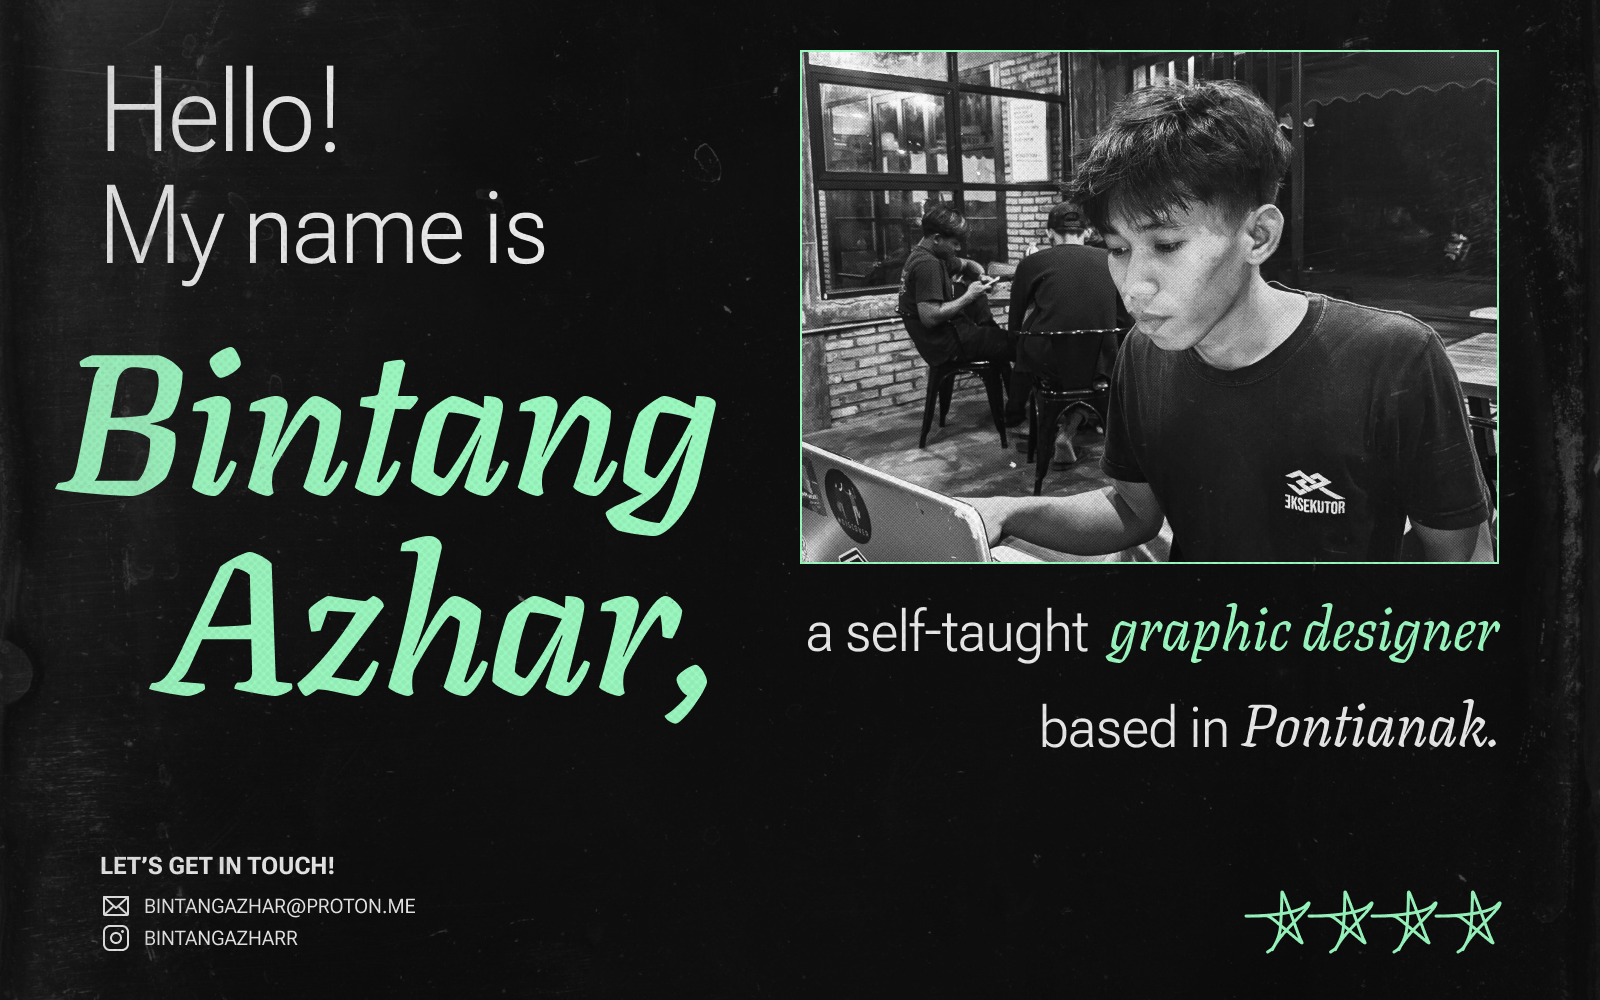 Hello!
My name is
Bintang
Azhar,
EKSEKUTOR
a self-taught graphic designer
based in Pontianak.
LET'S GET IN TOUCH!
BINTANGAZHAR@PROTON.ME
BINTANGAZHARR